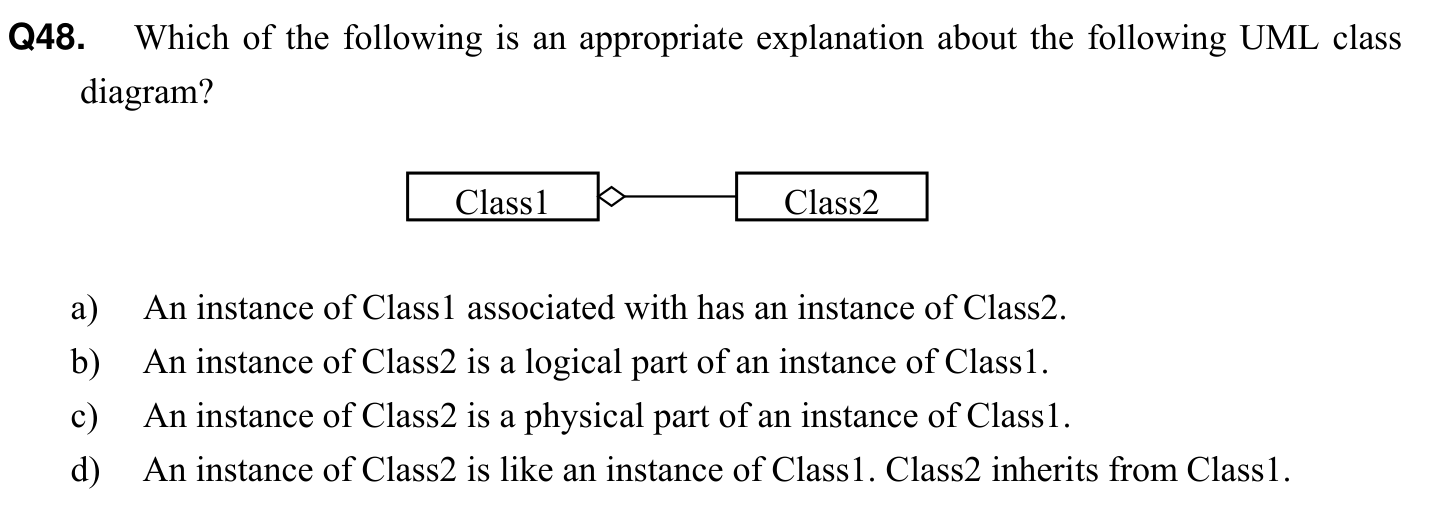 Q48. Which of the following is an appropriate explanation about the following UML class
diagram?
Class1 Class2
a) An instance of Class1 associated with has an instance of Class2.
b) An instance of Class2 is a logical part of an instance of Class1.
c) An instance of Class2 is a physical part of an instance of Class1.
d) An instance of Class2 is like an instance of Class1. Class2 inherits from Class1.